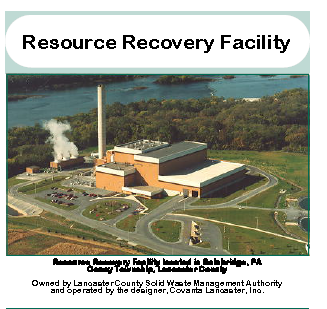 Resource Recovery Facility
Resource Recovery Facility located in Bainbridge, PA
Conoy Township, Lancaster County
Owned by Lancaster County Solid Waste Management Authority
and operated by the designer, Covanta Lancaster, Inc.